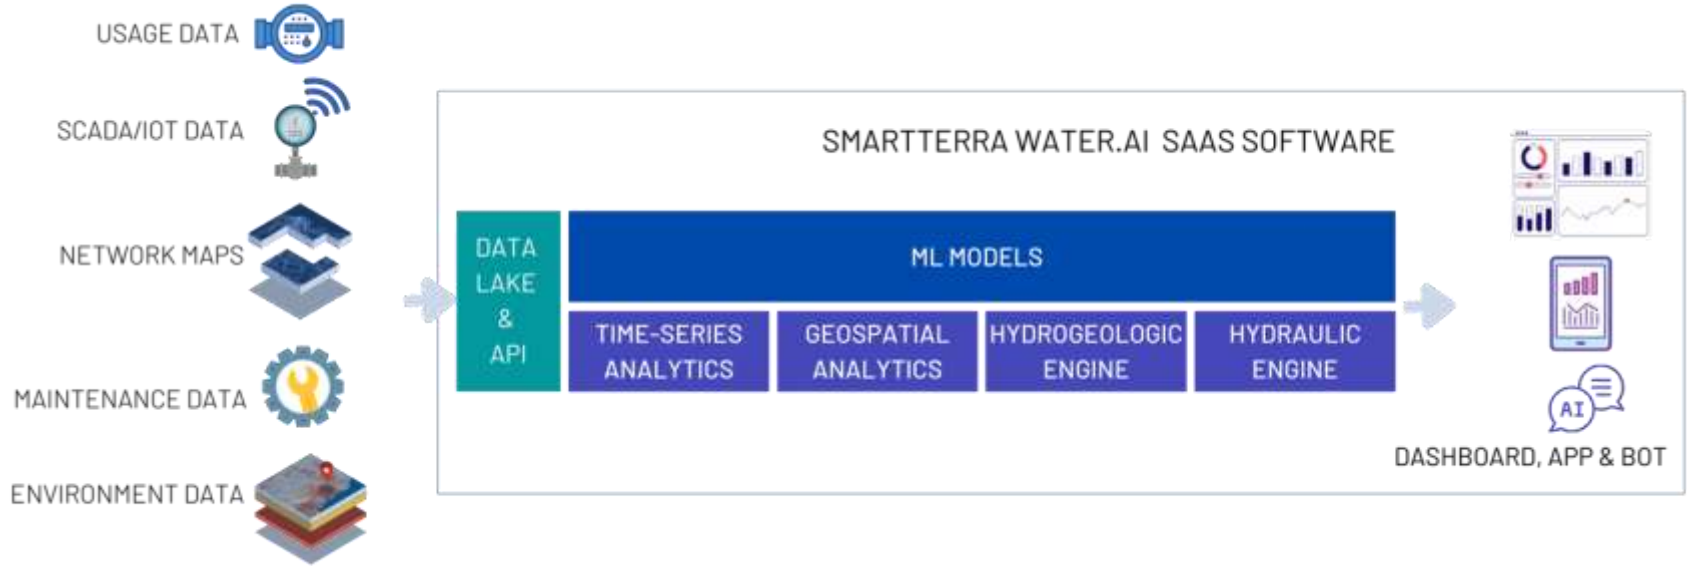 USAGE DATA
SCADA/IOT DATA
NETWORK MAPS
MAINTENANCE DATA
ENVIRONMENT DATA
SMARTTERRA WATER.AI SAAS SOFTWARE
DATA
LAKE
&
API
ML MODELS
TIME-SERIES
ANALYTICS
GEOSPATIAL
ANALYTICS
HYDROGEOLOGIC
ENGINE
HYDRAULIC
ENGINE
AI
DASHBOARD, APP & BOT